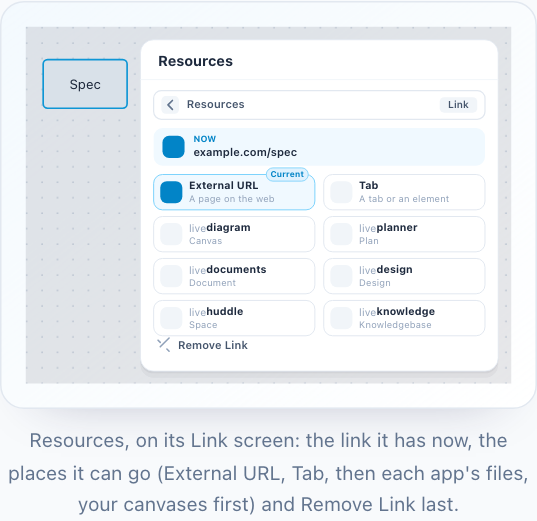 Spec
Resources
Resources
Link
NOW
example.com/spec
Current
External URL
A page on the web
Tab
A tab or an element
livediagram
Canvas
liveplanner
Plan
livedocuments
Document
livedesign
Design
livehuddle
Space
liveknowledge
Knowledgebase
Remove Link
Resources, on its Link screen: the link it has now, the
places it can go (External URL, Tab, then each app's files,
your canvases first) and Remove Link last.